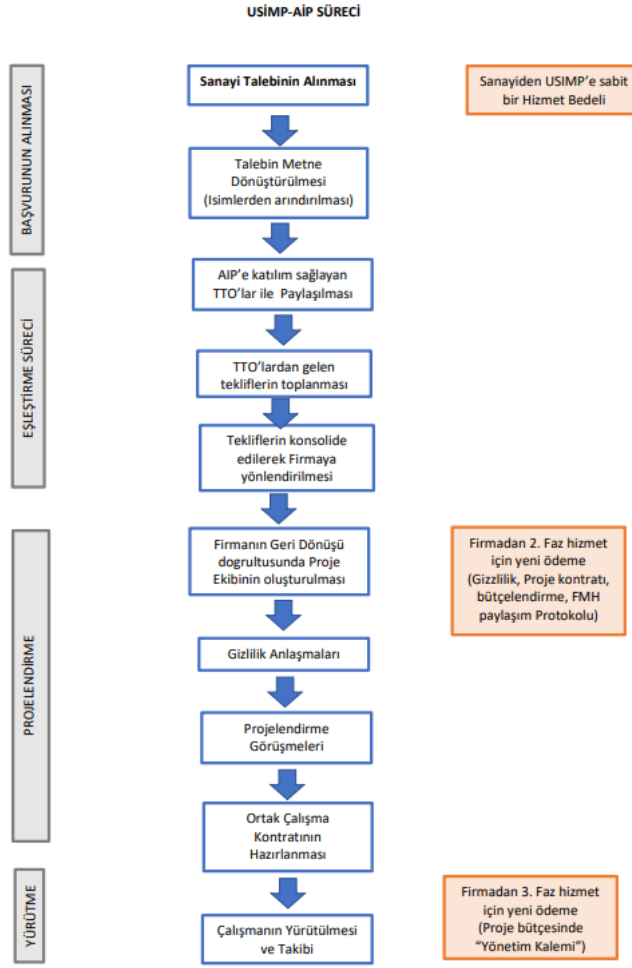 USİMP-AİP SÜRECİ
BAŞVURUNUN ALINMASI
Sanayi Talebinin Alınması
Sanayiden USIMP'e sabit
bir Hizmet Bedeli
Talebin Metne
Dönüştürülmesi
(Isimlerden arındırılması)
EŞLEŞTİRME SÜRECİ
AIP'e katılım sağlayan
TTO'lar ile Paylaşılması
TTO'lardan gelen
tekliflerin toplanması
Tekliflerin konsolide
edilerek Firmaya
yönlendirilmesi
PROJELENDİRME
Firmanın Geri Dönüşü
dogrultusunda Proje
Ekibinin oluşturulması
Firmadan 2. Faz hizmet
için yeni ödeme
(Gizzlilik, Proje kontratı,
bütçelendirme, FMH
paylaşım Protokolu)
Gizlilik Anlaşmaları
Projelendirme
Görüşmeleri
Ortak Çalışma
Kontratının
Hazırlanması
YÜRÜTME
Çalışmanın Yürütülmesi
ve Takibi
Firmadan 3. Faz hizmet
için yeni ödeme
(Proje bütçesinde
"Yönetim Kalemi")